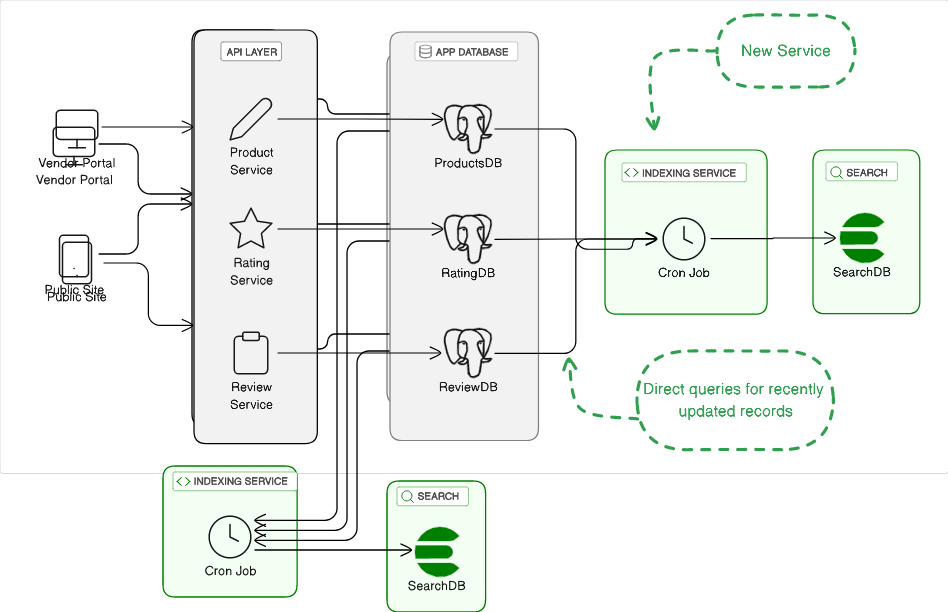 API LAYER
APP DATABASE
New Service
Vendor Portal
Vendor Portal
Product
Service
ProductsDB
INDEXING SERVICE
SEARCH
Public Site
Public Site
Rating
Service
RatingDB
Cron Job
SearchDB
Review
Service
ReviewDB
Direct queries for recently
updated records
INDEXING SERVICE
SEARCH
Cron Job
SearchDB